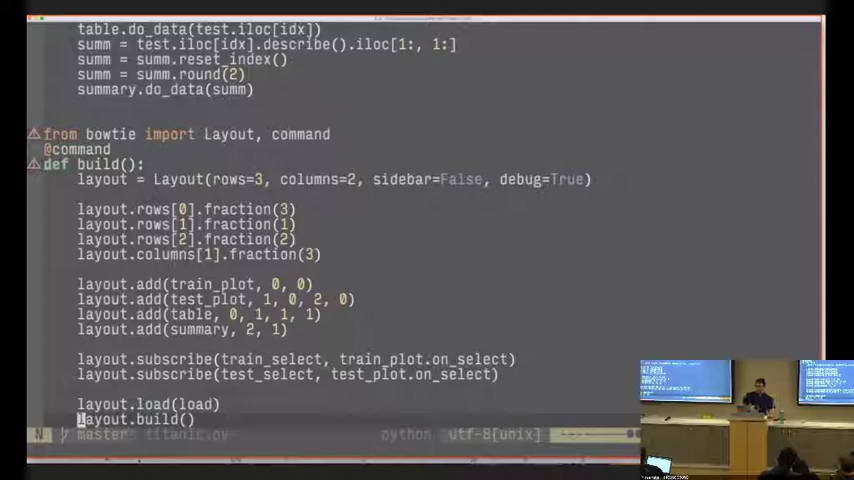 table.do_data(test.iloc[idx])
summ = test.iloc[idx].describe().iloc[1:, 1:]
summ = summ.reset_index()
summ = summ.round(2)
summary.do_data(summ)
from bowtie import Layout, command
@command
def build():
layout = Layout(rows=3, columns=2, sidebar=False, debug=True)
layout.rows[0].fraction(3)
layout.rows[1].fraction(1)
layout.rows[2].fraction(2)
layout.columns[1].fraction(3)
layout.add(train_plot, 0, 0)
layout.add(test_plot, 1, 0, 2, 0)
layout.add(table, 0, 1, 1, 1)
layout.add(summary, 2, 1)
layout.subscribe(train_select, train_plot.on_select)
layout.subscribe(test_select, test_plot.on_select)
layout.load(load)
layout.build()
N master titanic.py python utf-8[unix]